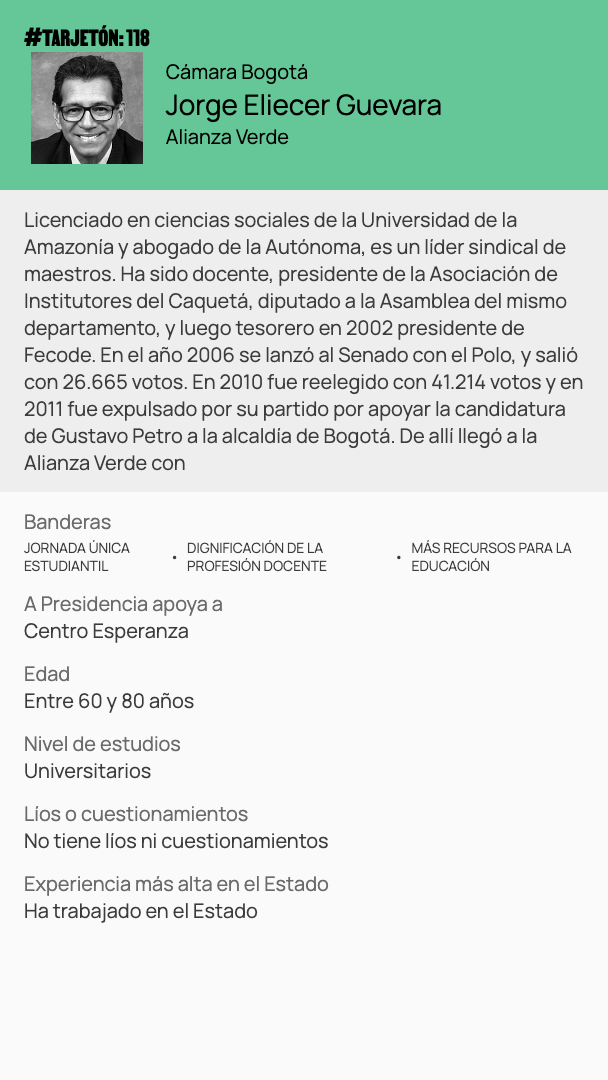 #TARJETÓN: 118
Cámara Bogotá
Jorge Eliecer Guevara
Alianza Verde
Licenciado en ciencias sociales de la Universidad de la
Amazonía y abogado de la Autónoma, es un líder sindical de
maestros. Ha sido docente, presidente de la Asociación de
Institutores del Caquetá, diputado a la Asamblea del mismo
departamento, y luego tesorero en 2002 presidente de
Fecode. En el año 2006 se lanzó al Senado con el Polo, y salió
con 26.665 votos. En 2010 fue reelegido con 41.214 votos y en
2011 fue expulsado por su partido por apoyar la candidatura
de Gustavo Petro a la alcaldía de Bogotá. De allí llegó a la
Alianza Verde con
Banderas
JORNADA ÚNICA
ESTUDIANTIL
• DIGNIFICACIÓN DE LA
PROFESIÓN DOCENTE
• MÁS RECURSOS PARA LA
EDUCACIÓN
A Presidencia apoya a
Centro Esperanza
Edad
Entre 60 y 80 años
Nivel de estudios
Universitarios
Líos o cuestionamientos
No tiene líos ni cuestionamientos
Experiencia más alta en el Estado
Ha trabajado en el Estado